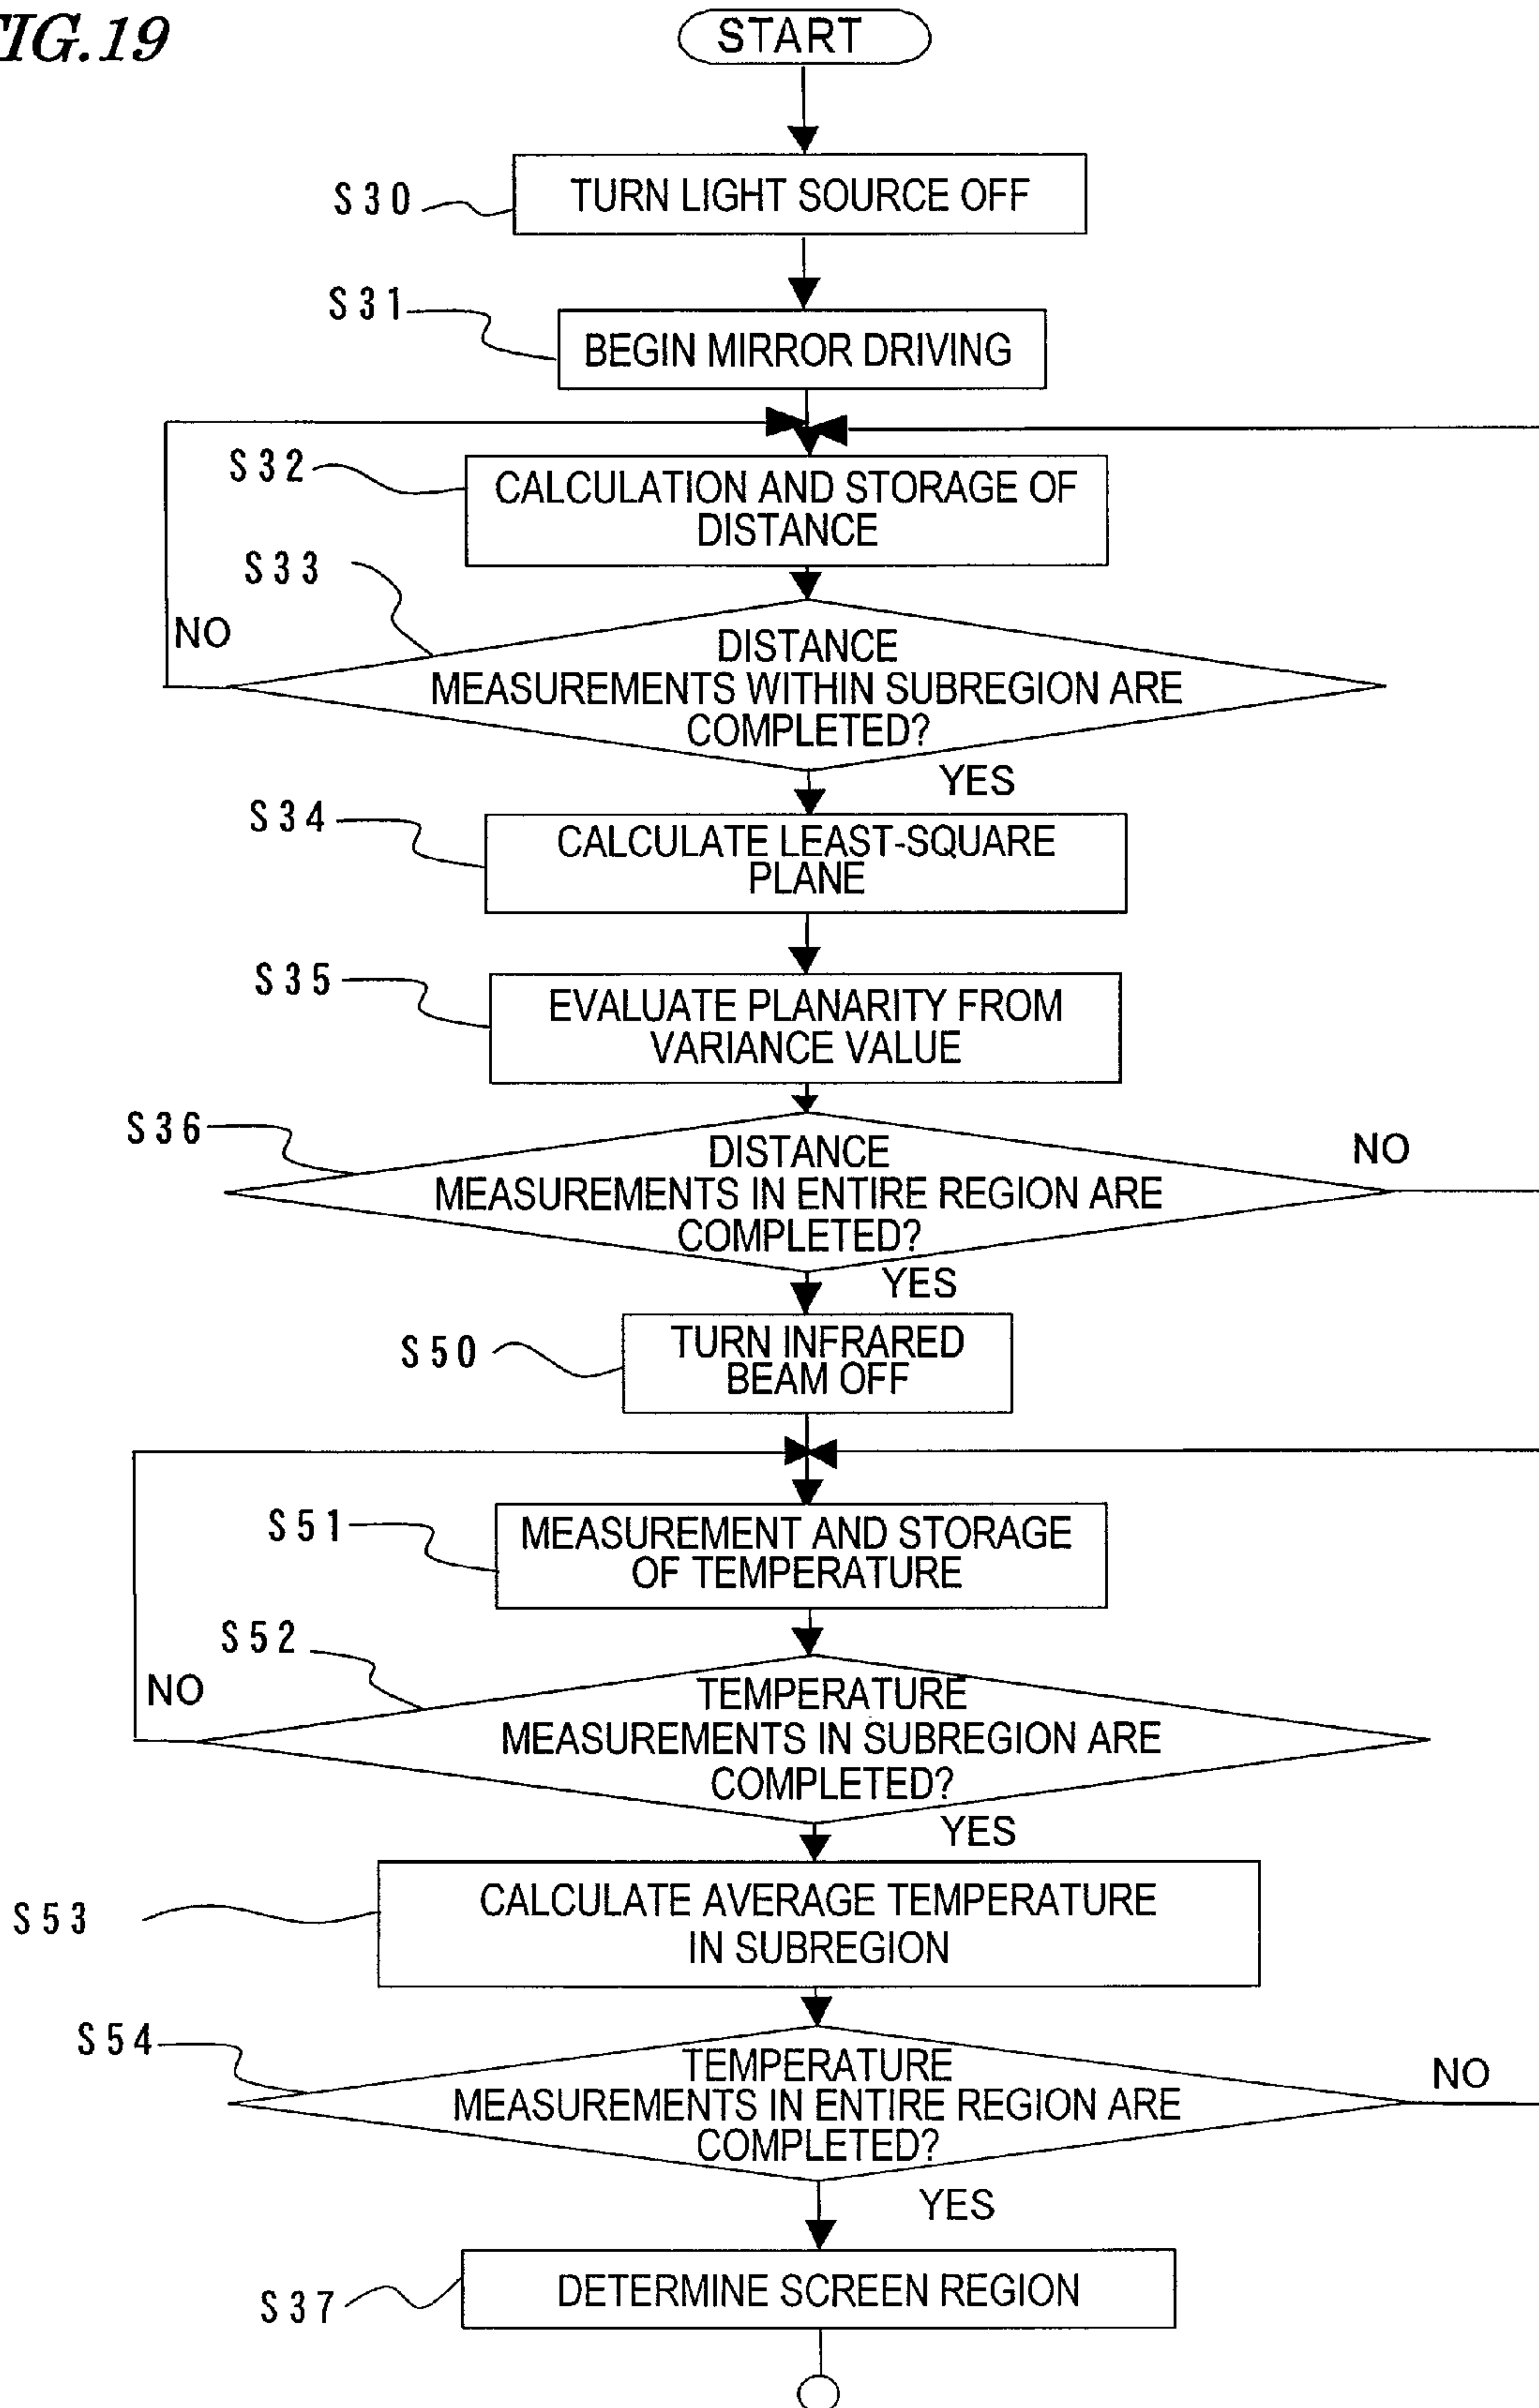 FIG.19
START
S30
TURN LIGHT SOURCE OFF
S31
BEGIN MIRROR DRIVING
S32
CALCULATION AND STORAGE OF
DISTANCE
S33
NO
DISTANCE
MEASUREMENTS WITHIN SUBREGION ARE
COMPLETED?
YES
S34
CALCULATE LEAST-SQUARE
PLANE
S35
EVALUATE PLANARITY FROM
VARIANCE VALUE
S36
DISTANCE
MEASUREMENTS IN ENTIRE REGION ARE
COMPLETED?
NO
YES
S50
TURN INFRARED
BEAM OFF
S51
MEASUREMENT AND STORAGE
OF TEMPERATURE
S52
NO
TEMPERATURE
MEASUREMENTS IN SUBREGION ARE
COMPLETED?
YES
S53
CALCULATE AVERAGE TEMPERATURE
IN SUBREGION
S54
TEMPERATURE
MEASUREMENTS IN ENTIRE REGION ARE
COMPLETED?
NO
YES
S37
DETERMINE SCREEN REGION